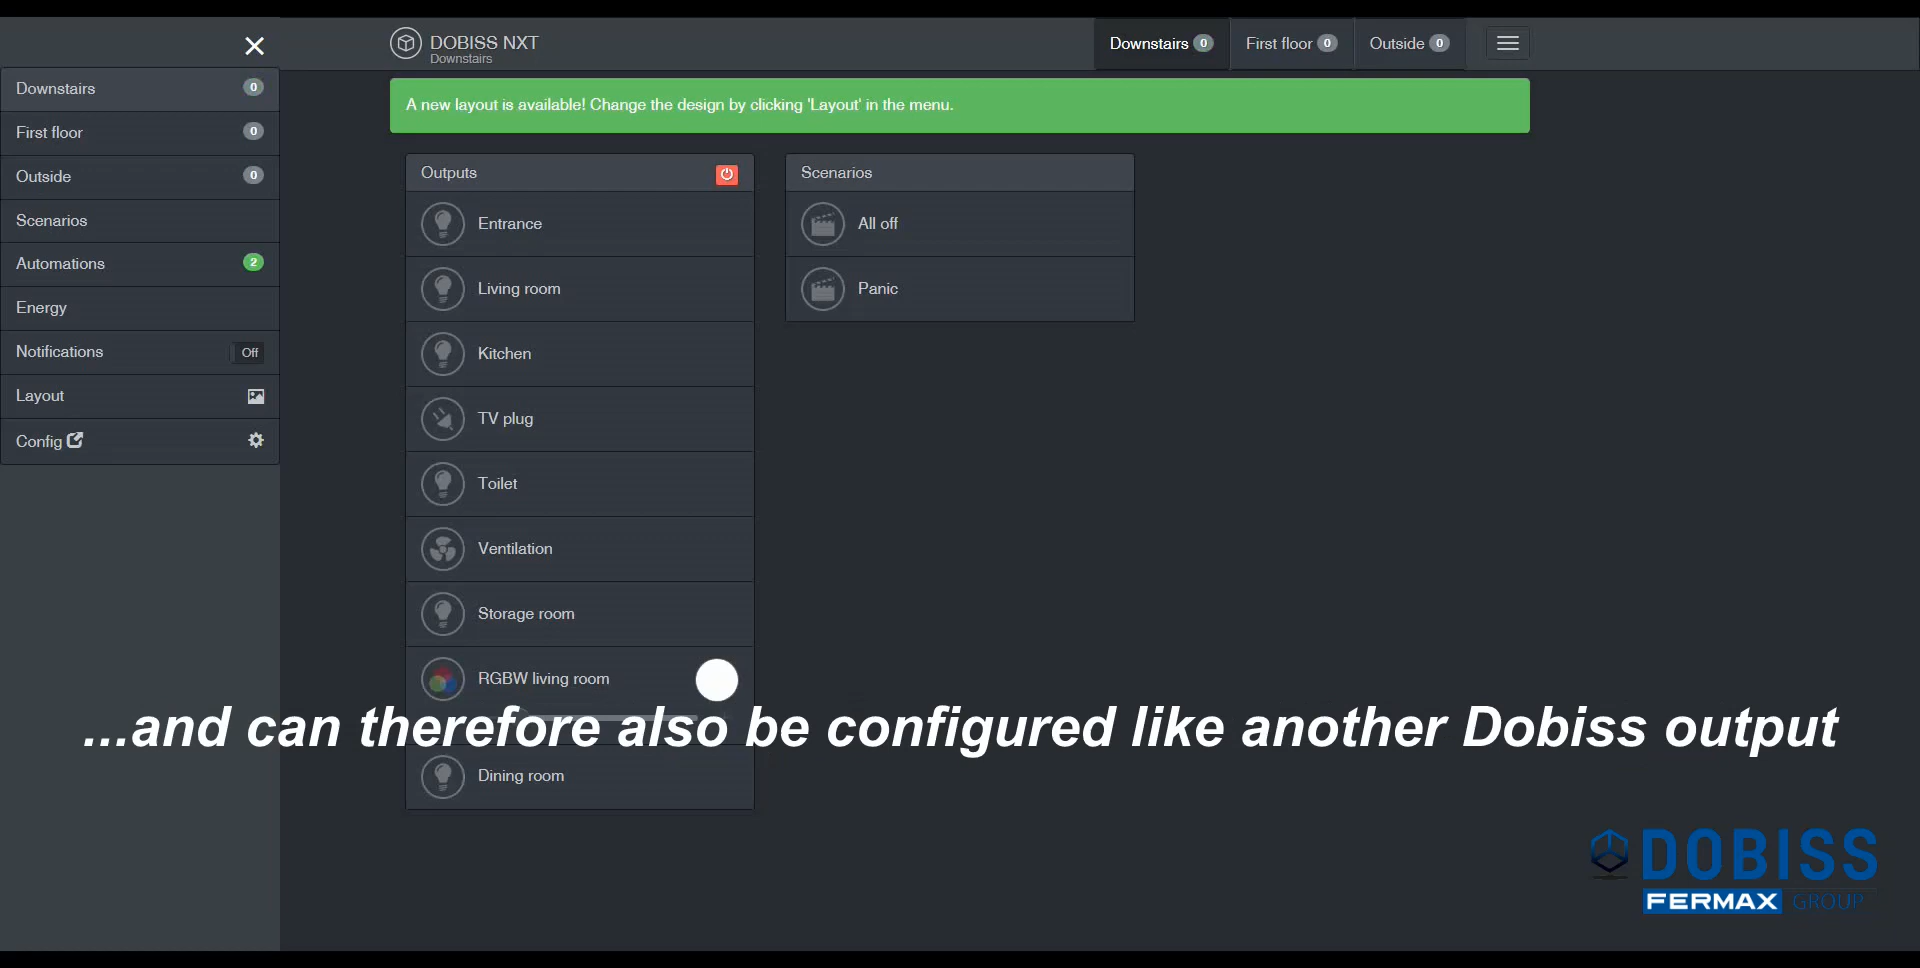 Downstairs 0
First floor 0
Outside 0
Scenarios
Automations 2
Energy
Notifications Off
Layout
Config
DOBISS NXT
Downstairs
Downstairs 0 First floor 0 Outside 0
A new layout is available! Change the design by clicking 'Layout' in the menu.
Outputs
Entrance
Living room
Kitchen
TV plug
Toilet
Ventilation
Storage room
RGBW living room
Dining room
Scenarios
All off
Panic
...and can therefore also be configured like another Dobiss output
DOBISS
FERMAX GROUP